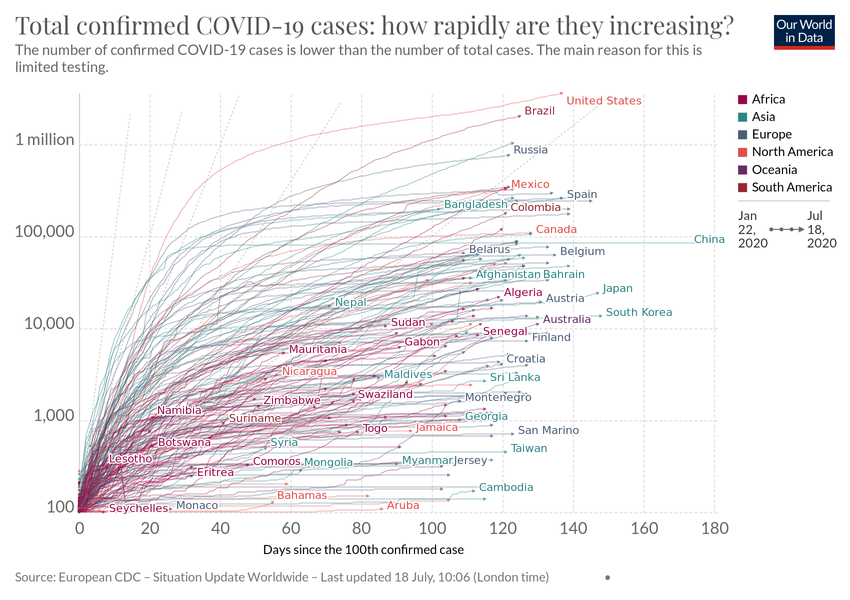 Total confirmed COVID-19 cases: how rapidly are they increasing?
The number of confirmed COVID-19 cases is lower than the number of total cases. The main reason for this is
limited testing.
Our World
in Data
United States
Brazil
1 million
Russia
Mexico
Spain
Bangladesh
Colombia
100,000
Canada
China
Belarus
Belgium
Afghanistan
Bahrain
Algeria
Japan
Nepal
Austria
South Korea
10,000
Sudan
Australia
Senegal
Finland
Gabon
Mauritania
Croatia
Nicaragua
Maldives
Sri Lanka
Swaziland
Montenegro
Zimbabwe
Namibia
1,000
Suriname
Georgia
Togo
Jamaica
San Marino
Botswana
Syria
Taiwan
Lesotho
Comoros
Mongolia
Myanmar
Jersey
Eritrea
Cambodia
Bahamas
100
Seychelles
Monaco
Aruba
0 20 40 60 80 100 120 140 160 180
Days since the 100th confirmed case
Africa
Asia
Europe
North America
Oceania
South America
Jan
22,
2020
Jul
18,
2020
Source: European CDC – Situation Update Worldwide – Last updated 18 July, 10:06 (London time)